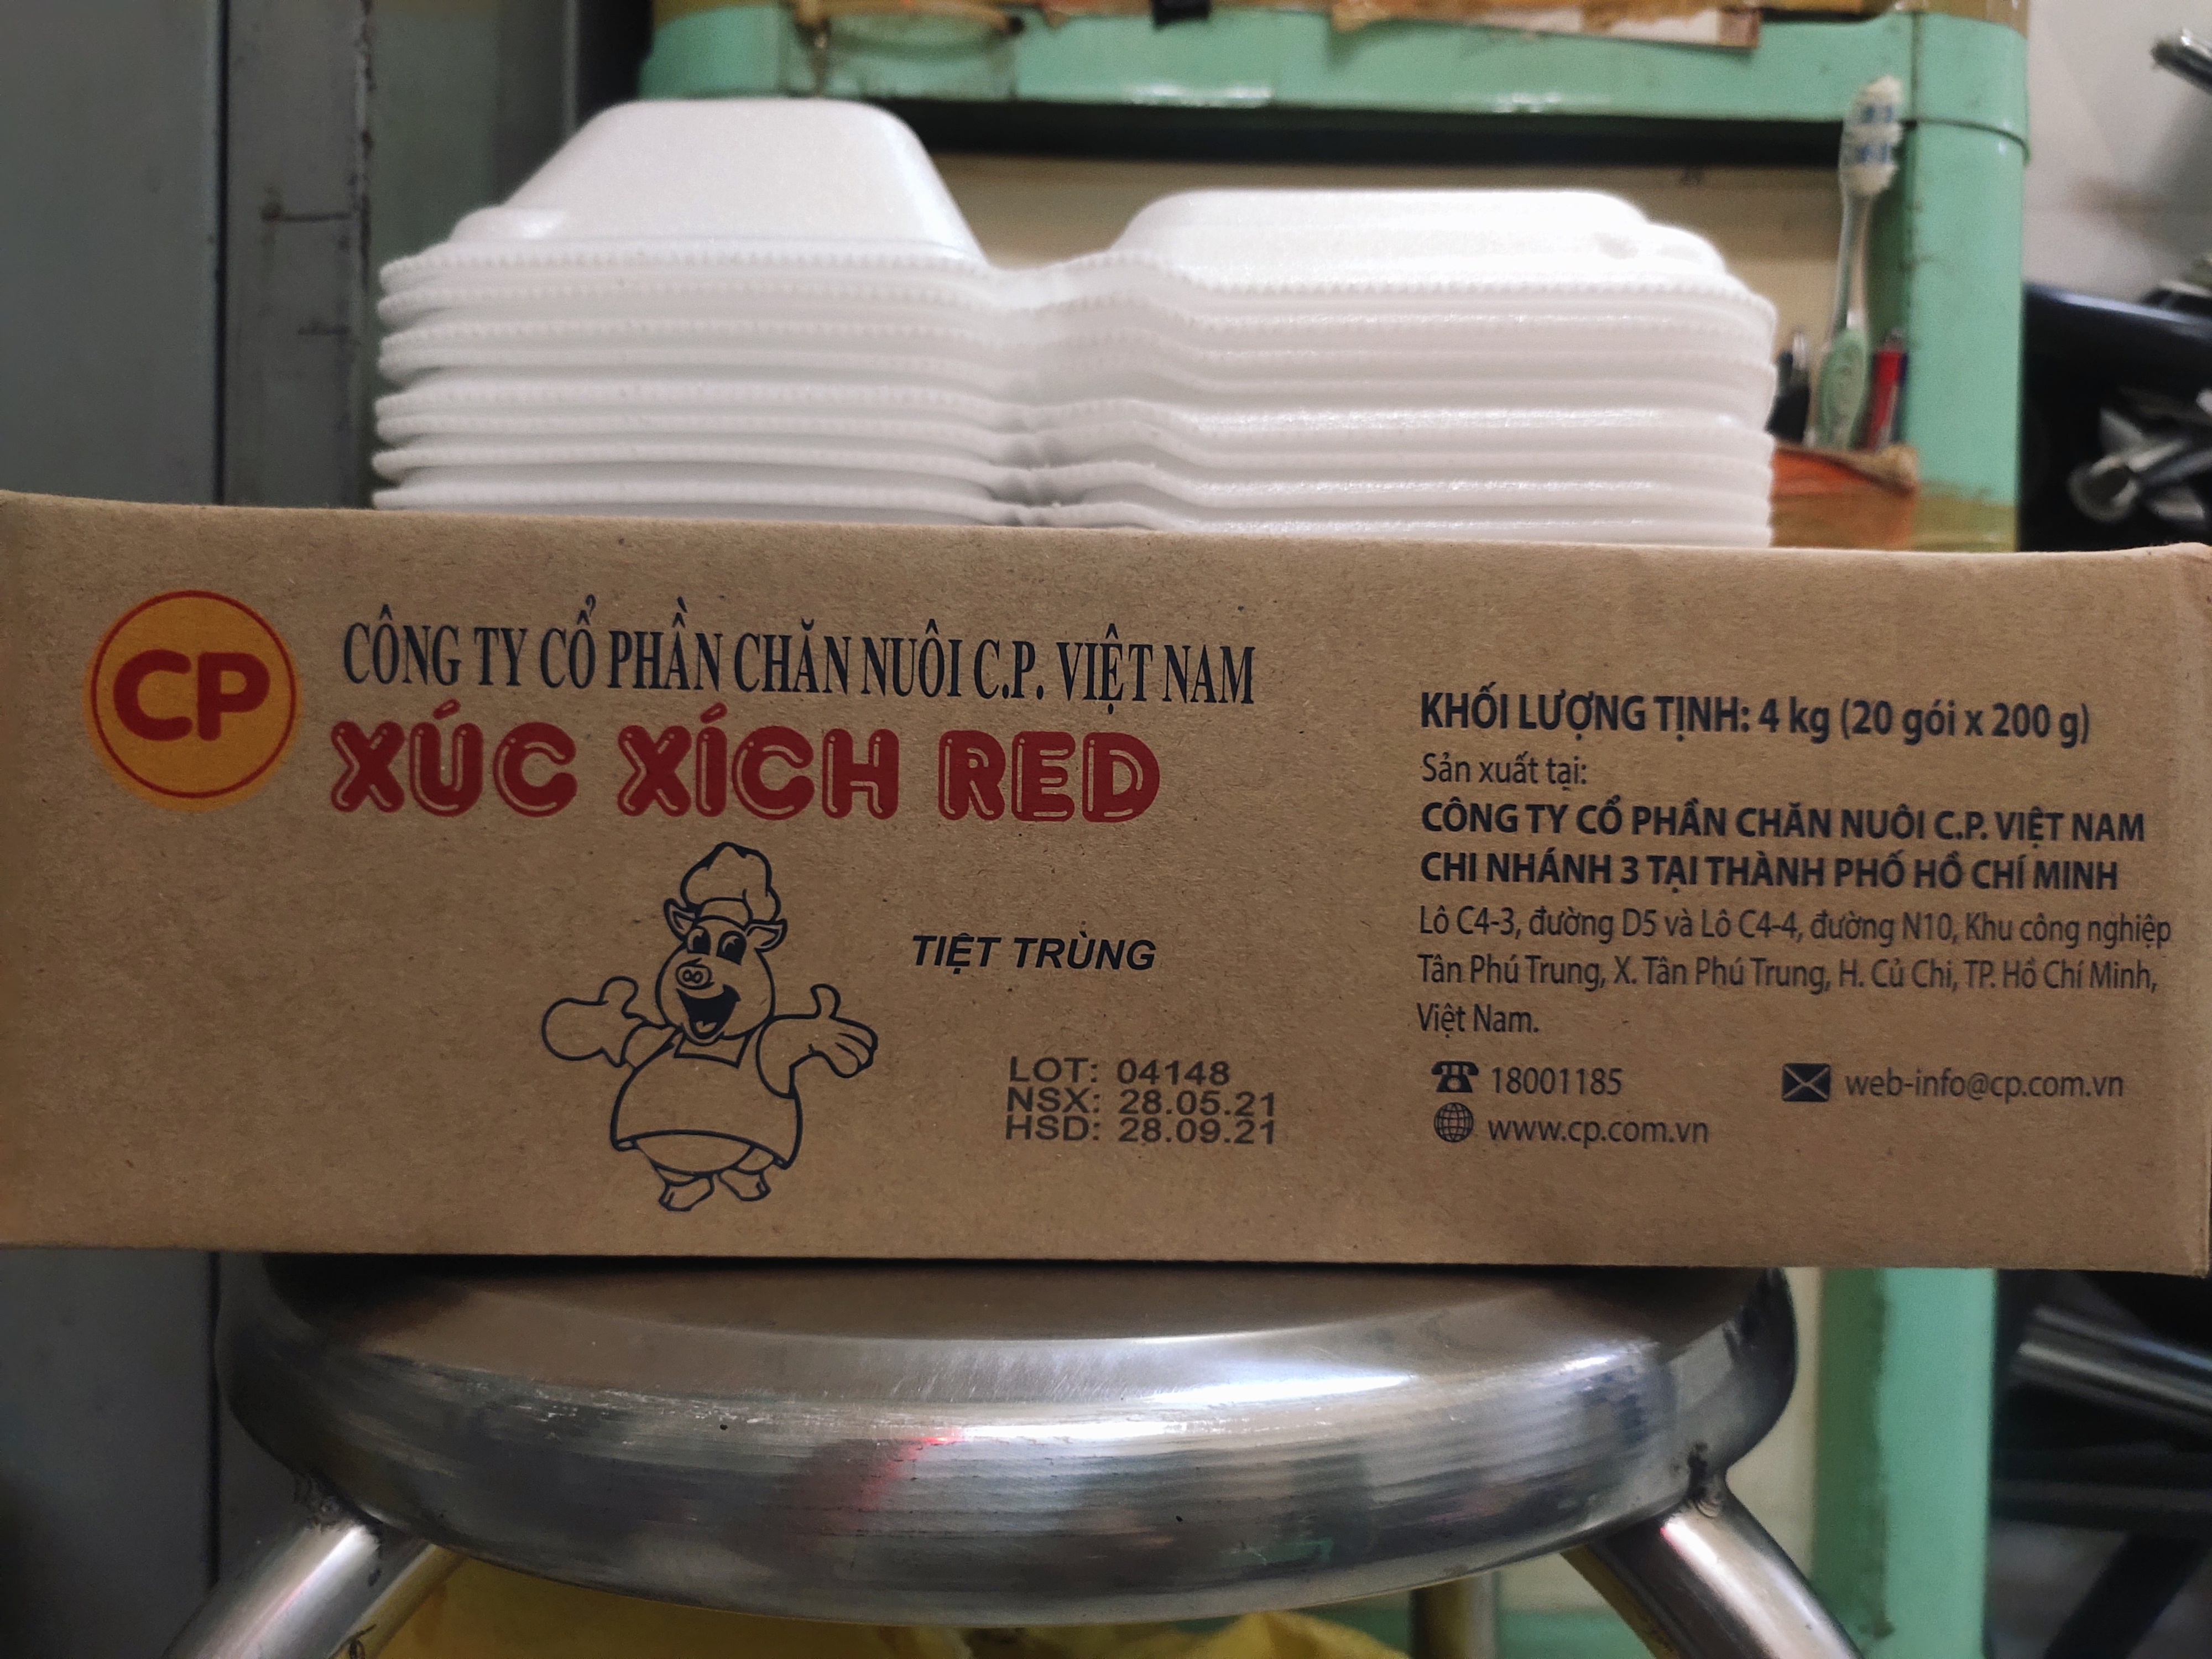 CP
CÔNG TY CỔ PHẦN CHĂN NUÔI C.P. VIỆT NAM
XÚC XÍCH RED
TIỆT TRÙNG
LOT: 04148
NSX: 28.05.21
HSD: 28.09.21
KHỐI LƯỢNG TỊNH: 4 kg (20 gói x 200 g)
Sản xuất tại:
CÔNG TY CỔ PHẦN CHĂN NUÔI C.P. VIỆT NAM
CHI NHÁNH 3 TẠI THÀNH PHỐ HỒ CHÍ MINH
Lô C4-3, đường D5 và Lô C4-4, đường N10, Khu công nghiệp
Tân Phú Trung, X. Tân Phú Trung, H. Củ Chi, TP. Hồ Chí Minh,
Việt Nam.
18001185
web-info@cp.com.vn
www.cp.com.vn